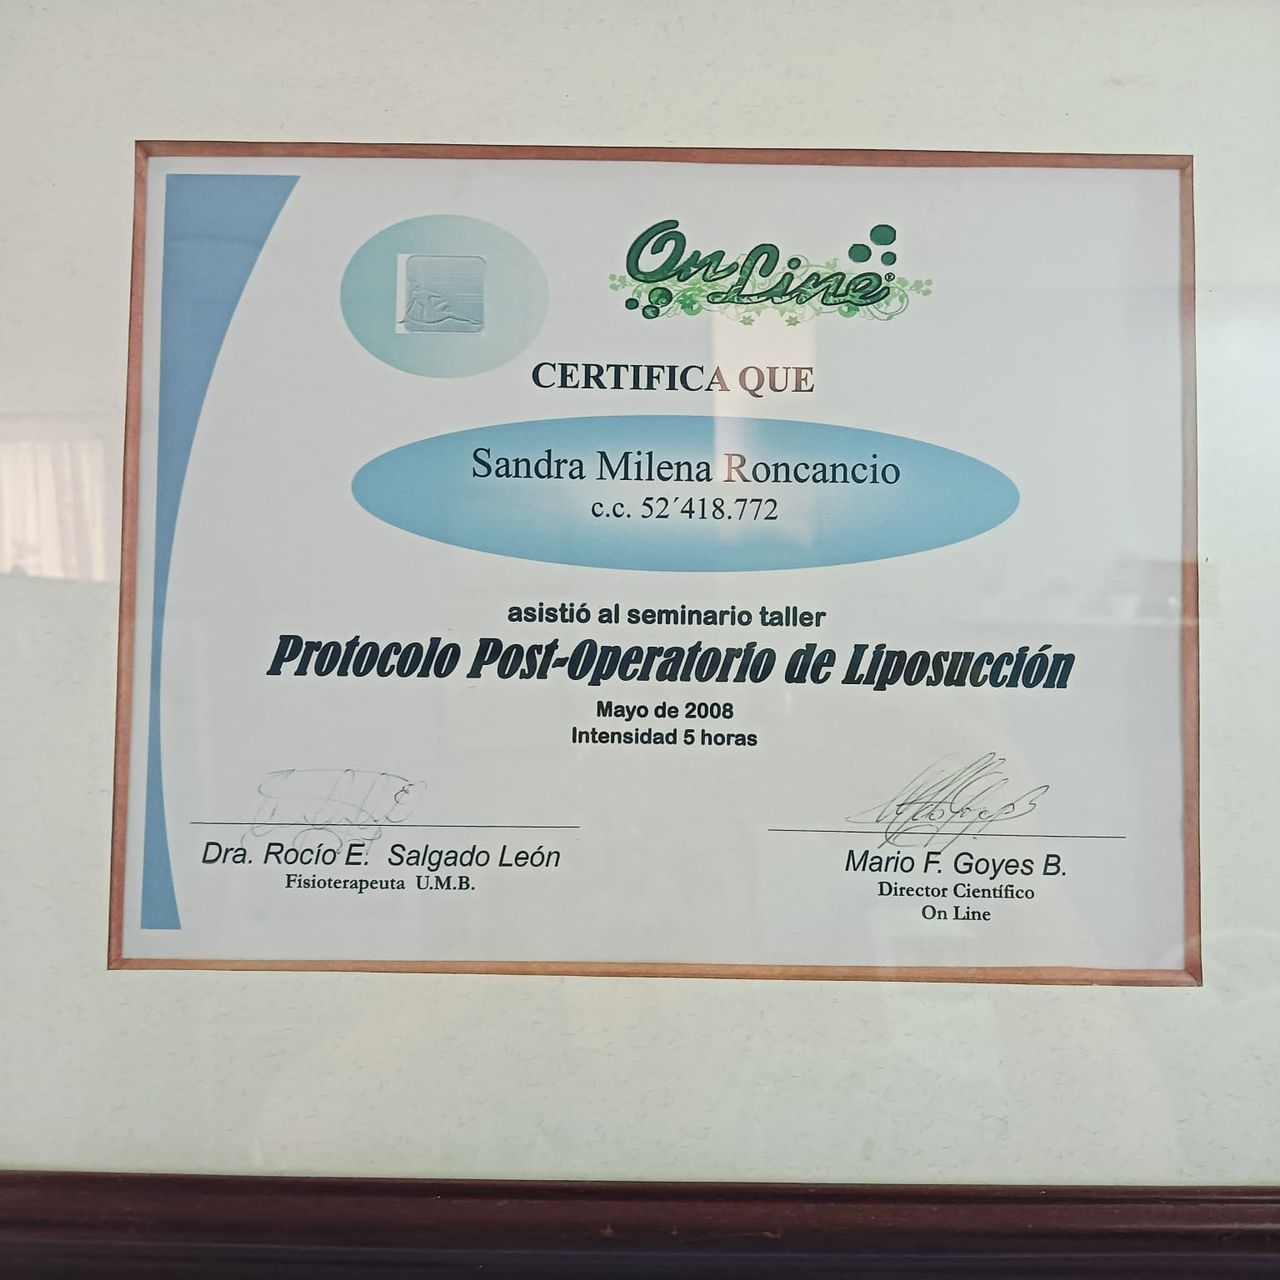 On Line®
CERTIFICA QUE
Sandra Milena Roncancio
c.c. 52´418.772
asistió al seminario taller
Protocolo Post-Operatorio de Liposucción
Mayo de 2008
Intensidad 5 horas
Dra. Rocío E. Salgado León
Fisioterapeuta U.M.B.
Mario F. Goyes B.
Director Científico
On Line